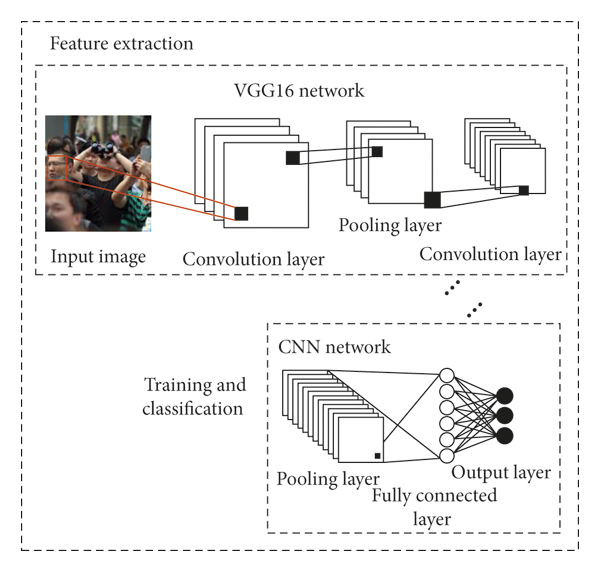 Feature extraction
VGG16 network
Input image
Convolution layer
Pooling layer
Convolution layer
CNN network
Training and
classification
Pooling layer
Fully connected
layer
Output layer